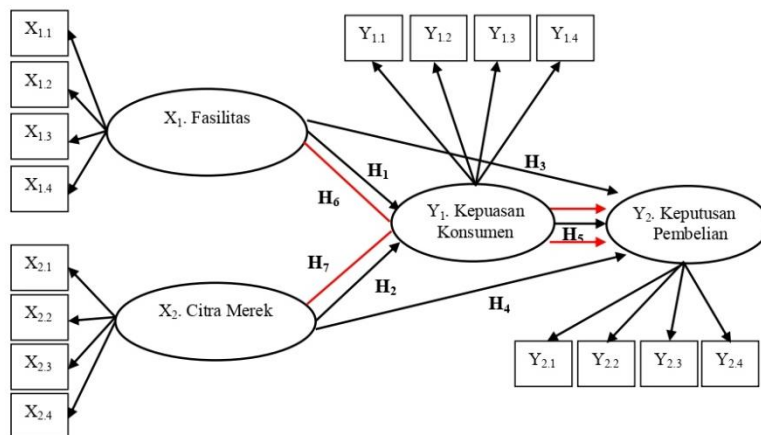 X1.1
X1.2
X1.3
X1.4
Y1.1
Y1.2
Y1.3
Y1.4
X1. Fasilitas
H3
H1
H6
Y1. Kepuasan
Konsumen
H5
Y2. Keputusan
Pembelian
H7
H2
H4
X2.1
X2.2
X2.3
X2.4
X2. Citra Merek
Y2.1
Y2.2
Y2.3
Y2.4